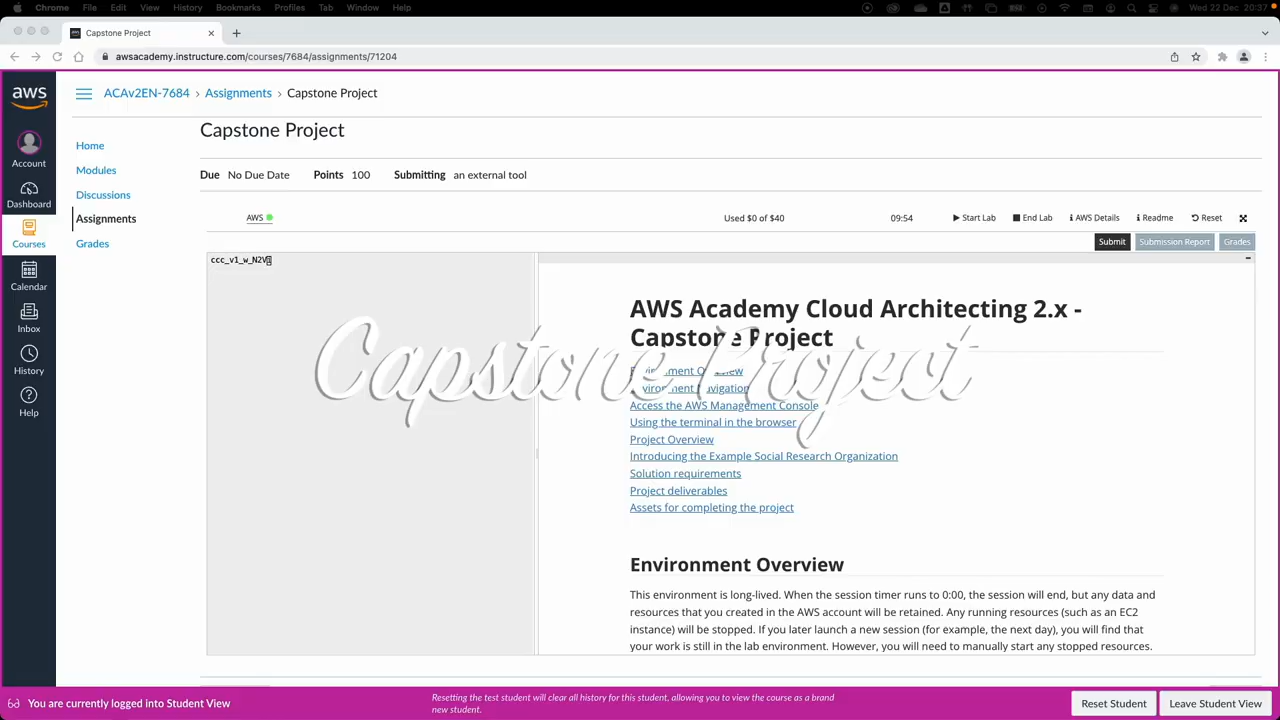 Chrome File Edit View History Bookmarks Profiles Tab Window Help Wed 22 Dec 20:37
Capstone Project
awsacademy.instructure.com/courses/7684/assignments/71204
aws
ACAv2EN-7684 › Assignments › Capstone Project
Capstone Project
Account
Dashboard
Courses
Calendar
Inbox
History
Help
Home
Modules
Discussions
Assignments
Grades
Due No Due Date Points 100 Submitting an external tool
AWS Used $0 of $40 09:54 Start Lab End Lab AWS Details Readme Reset
Submit Submission Report Grades
ccc_v1_w_N2V
AWS Academy Cloud Architecting 2.x -
Capstone Project
Capstone Project
Environment Overview
Environment Navigation
Access the AWS Management Console
Using the terminal in the browser
Project Overview
Introducing the Example Social Research Organization
Solution requirements
Project deliverables
Assets for completing the project
Environment Overview
This environment is long-lived. When the session timer runs to 0:00, the session will end, but any data and
resources that you created in the AWS account will be retained. Any running resources (such as an EC2
instance) will be stopped. If you later launch a new session (for example, the next day), you will find that
your work is still in the lab environment. However, you will need to manually start any stopped resources.
You are currently logged into Student View
Resetting the test student will clear all history for this student, allowing you to view the course as a brand
new student.
Reset Student Leave Student View